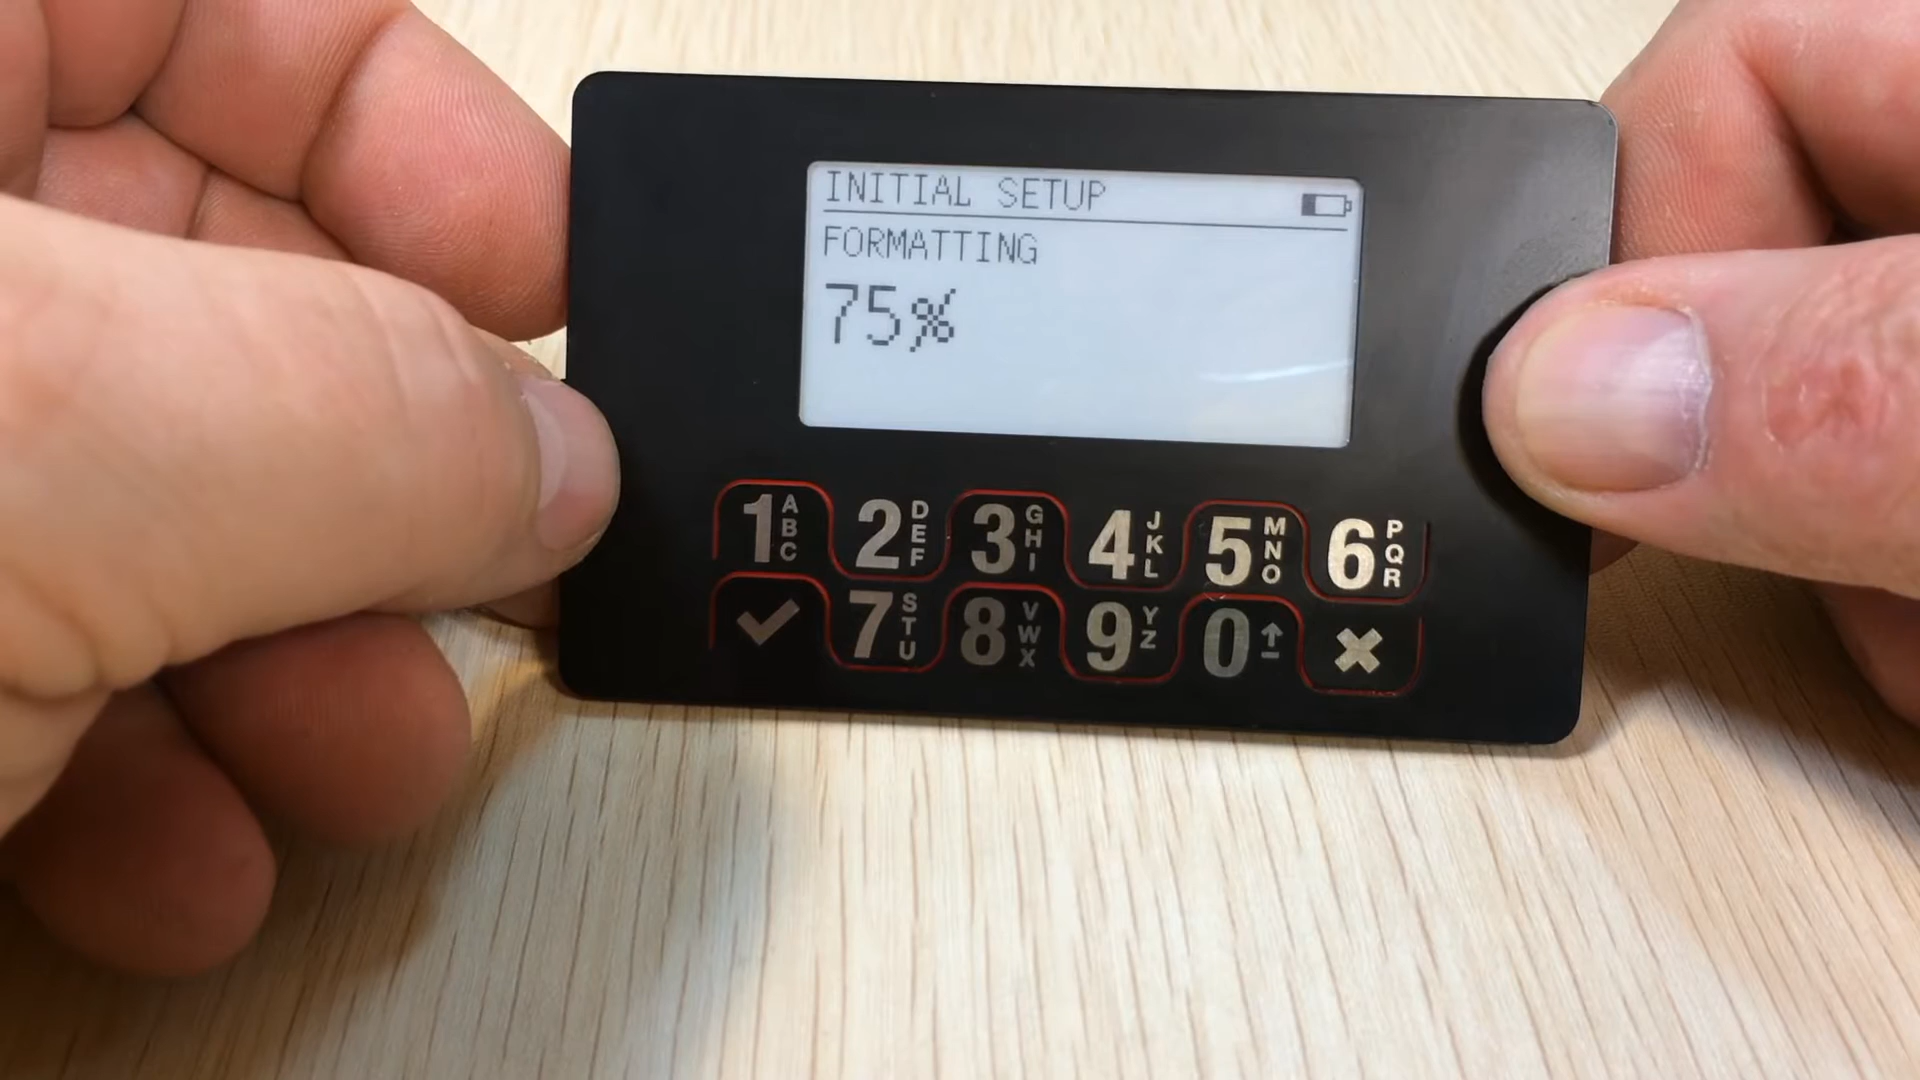 INITIAL SETUP
FORMATTING
75%
1 ABC 2 DEF 3 GHI 4 JKL 5 MNO 6 PQR
✔ 7 STU 8 VWX 9 YZ 0 ✖